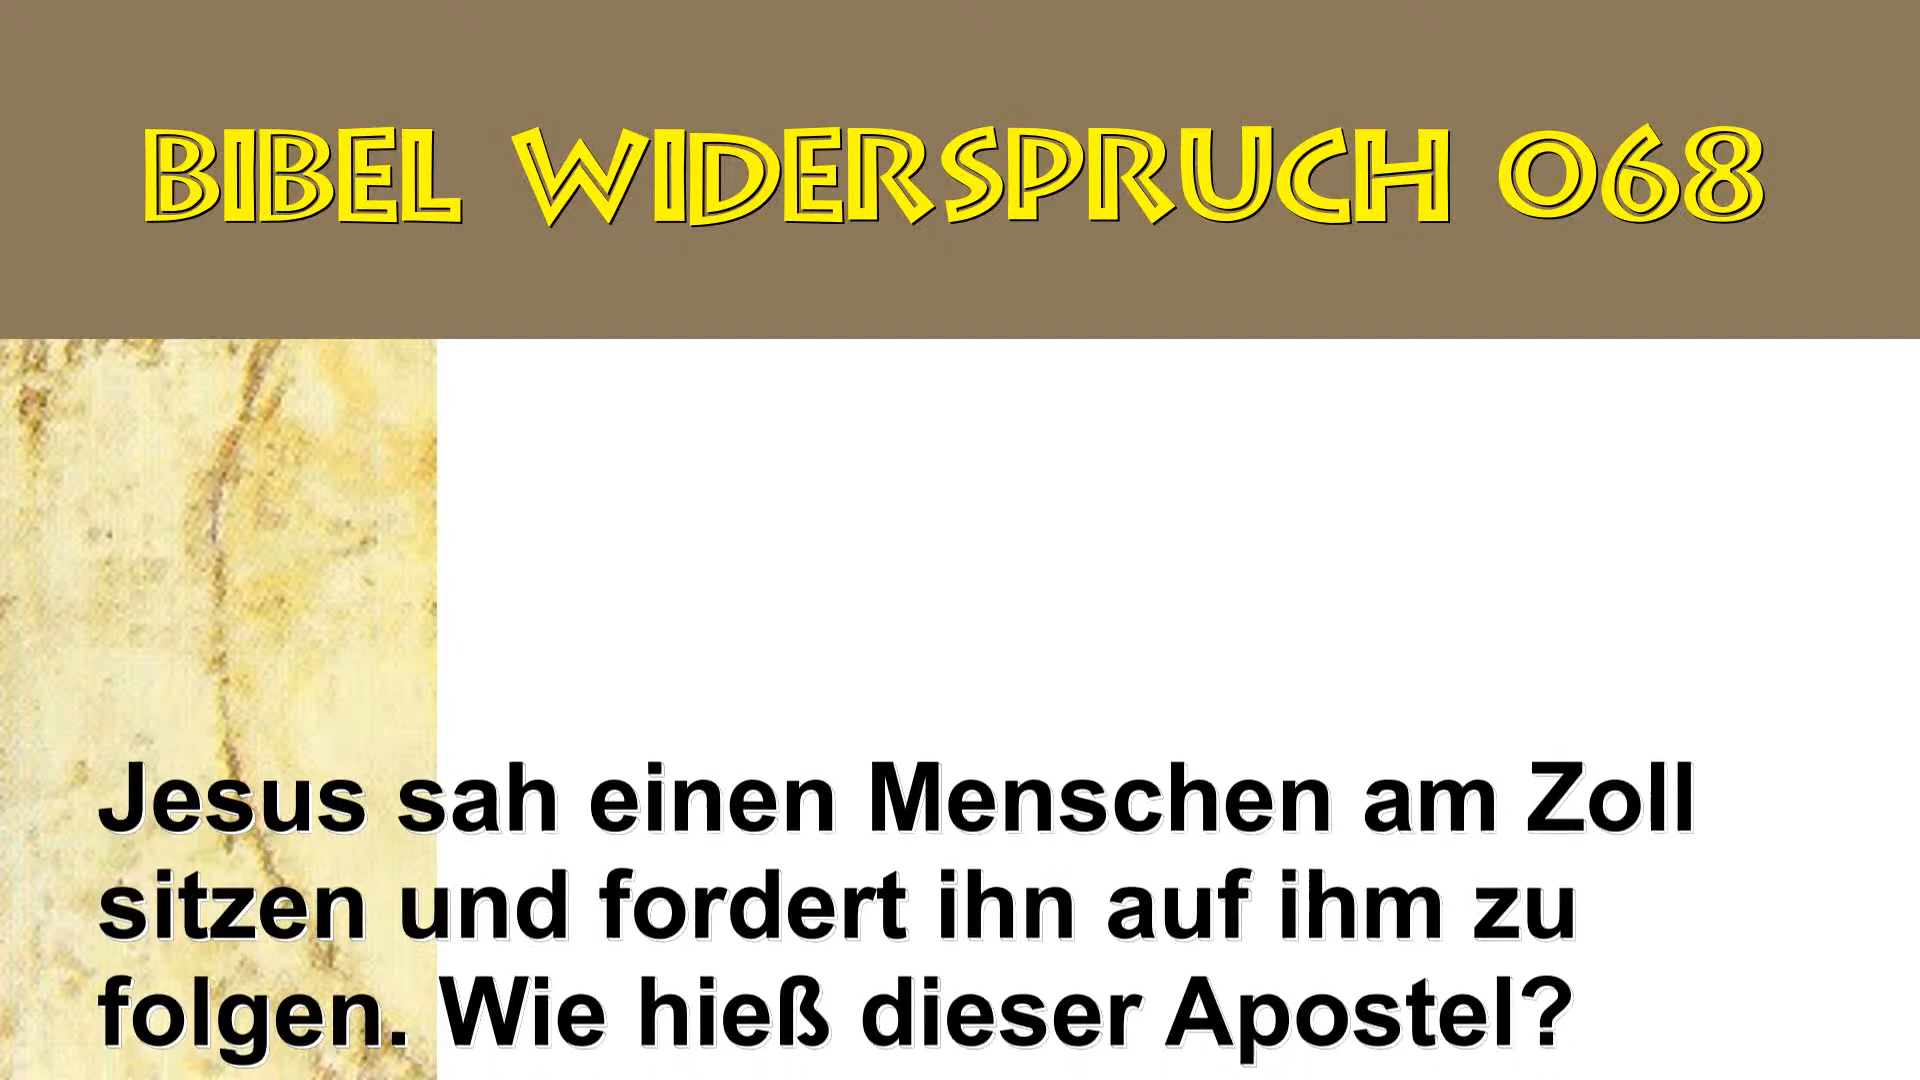 BIBEL WIDERSPRUCH 068
Jesus sah einen Menschen am Zoll
sitzen und fordert ihn auf ihm zu
folgen. Wie hieß dieser Apostel?